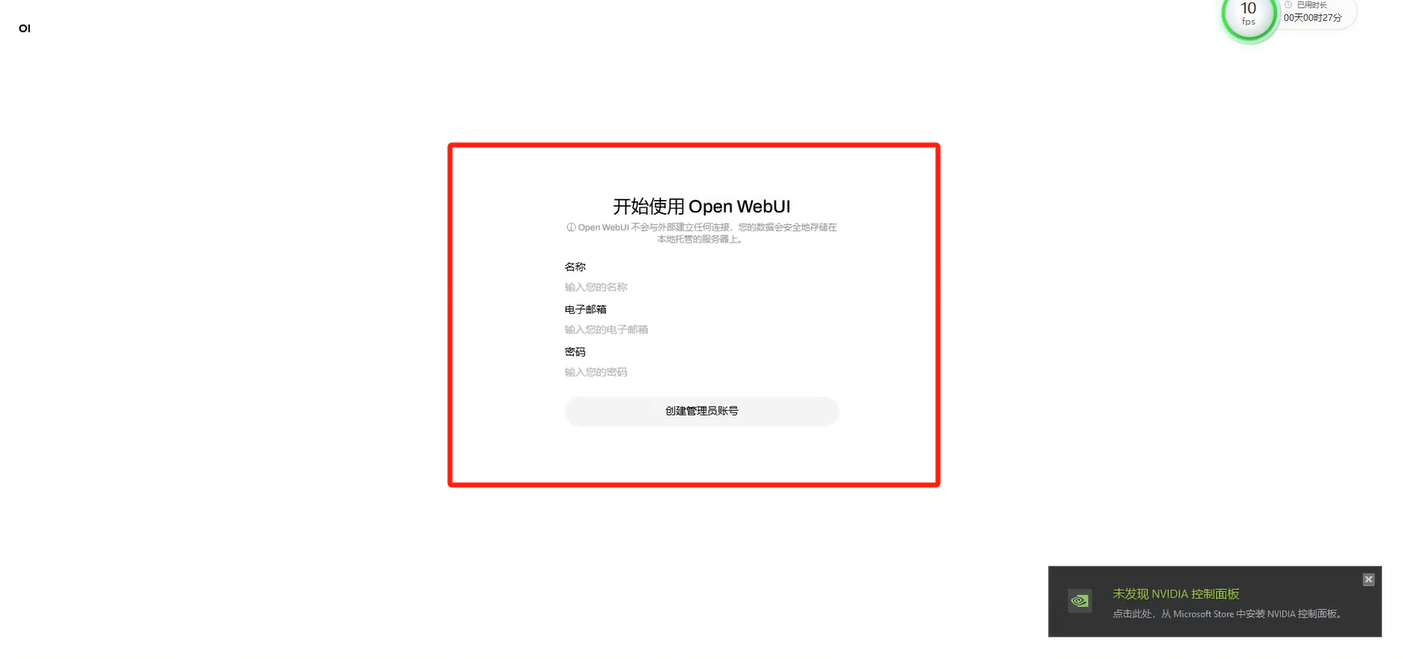 OI
10
fps
已用时长
00天00时27分
开始使用 Open WebUI
ⓘ Open WebUI 不会与外部建立任何连接，您的数据会安全地存储在
本地托管的服务器上。
名称
输入您的名称
电子邮箱
输入您的电子邮箱
密码
输入您的密码
创建管理员账号
未发现 NVIDIA 控制面板
点击此处，从 Microsoft Store 中安装 NVIDIA 控制面板。